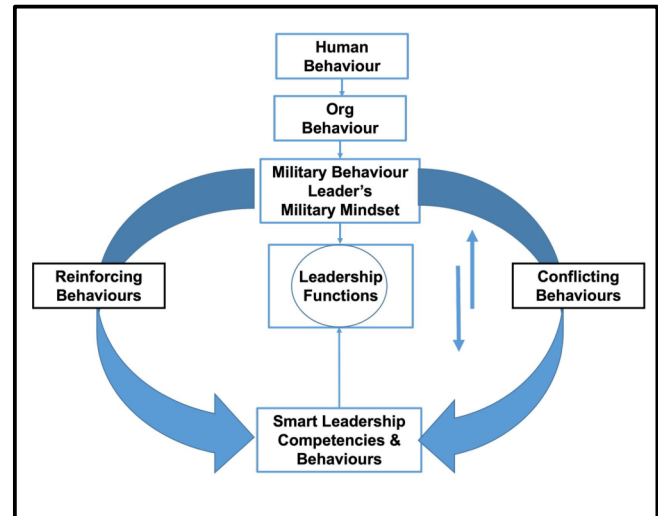 Human
Behaviour
Org
Behaviour
Military Behaviour
Leader's
Military Mindset
Reinforcing
Behaviours
Leadership
Functions
Conflicting
Behaviours
Smart Leadership
Competencies &
Behaviours